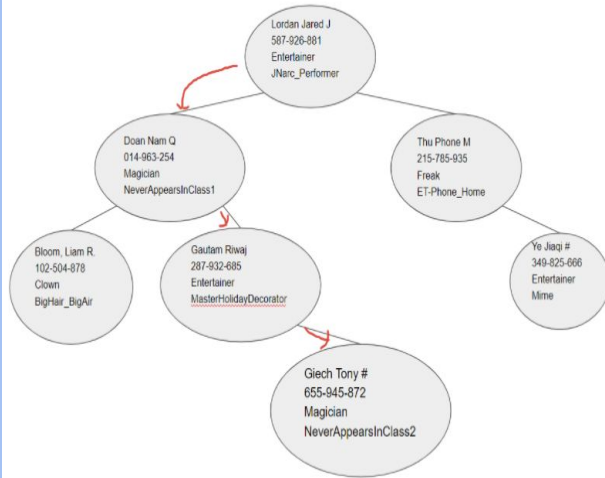 Lordan Jared J
587-926-881
Entertainer
JNarc_Performer
Doan Nam Q
014-963-254
Magician
NeverAppearsInClass1
Thu Phone M
215-785-935
Freak
ET-Phone_Home
Bloom, Liam R.
102-504-878
Clown
BigHair_BigAir
Gautam Riwaj
287-932-685
Entertainer
MasterHolidayDecorator
Ye Jiaqi #
349-825-666
Entertainer
Mime
Giech Tony #
655-945-872
Magician
NeverAppearsInClass2